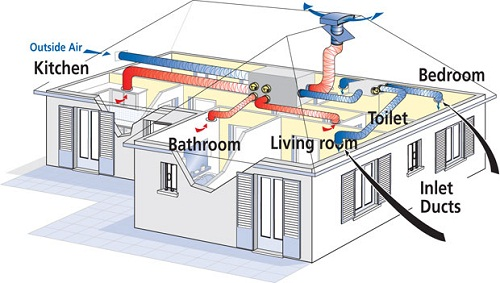 Outside Air
Kitchen
Bedroom
Toilet
Bathroom
Living room
Inlet
Ducts